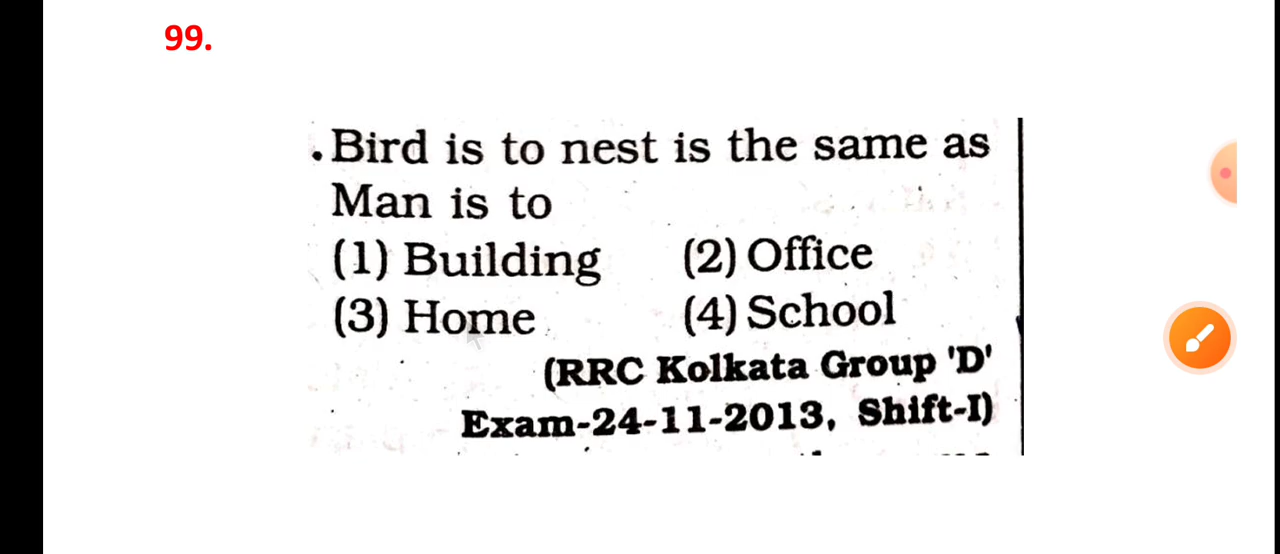 99.
. Bird is to nest is the same as
Man is to
(1) Building (2) Office
(3) Home (4) School
(RRC Kolkata Group 'D'
Exam-24-11-2013, Shift-I)